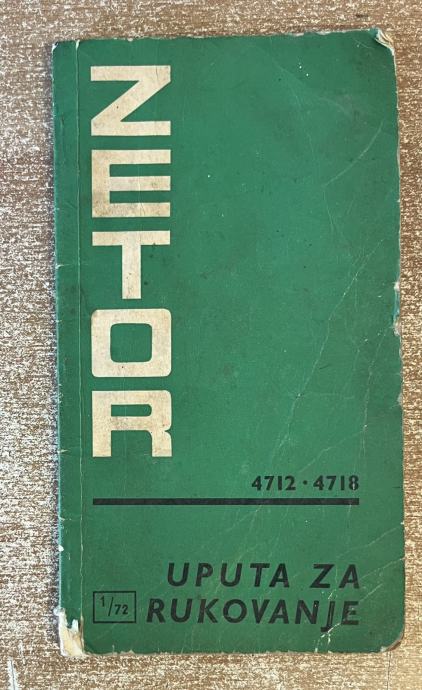 ZETOR
4712 · 4718
UPUTA ZA
1/72 RUKOVANJE